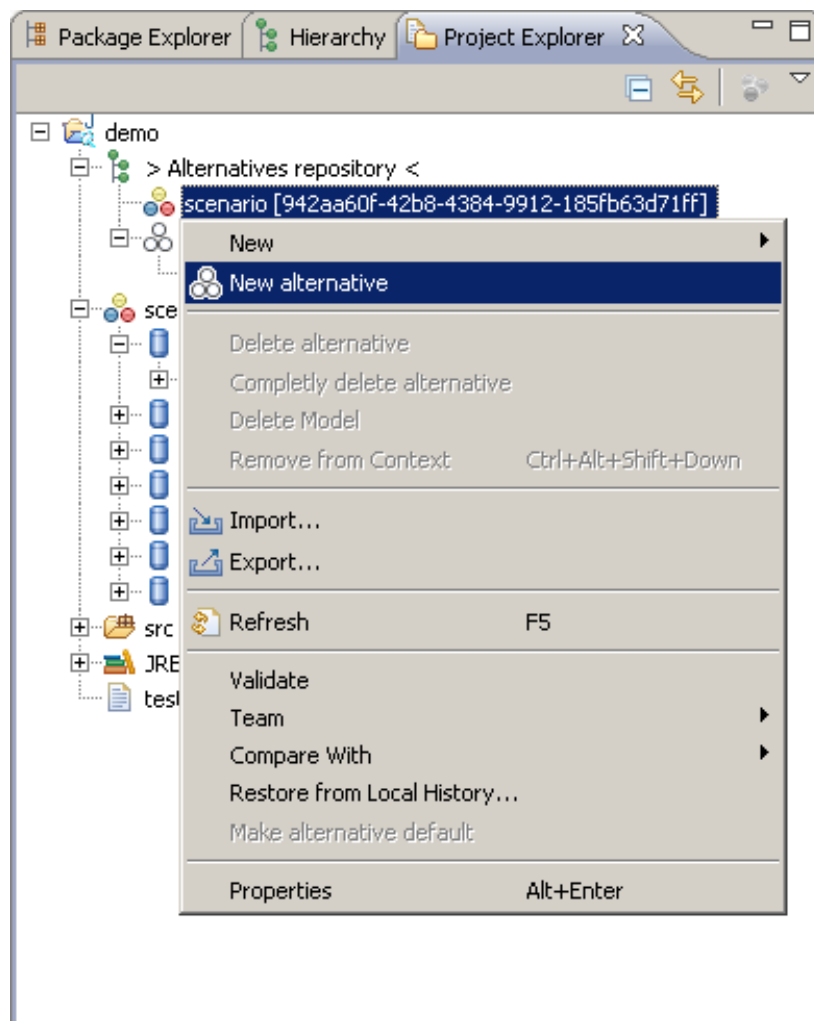 Package Explorer Hierarchy Project Explorer
demo
> Alternatives repository <
scenario [942aa60f-42b8-4384-9912-185fb63d71ff]
New
New alternative
sce
Delete alternative
Completly delete alternative
Delete Model
Remove from Context Ctrl+Alt+Shift+Down
Import...
Export...
src Refresh F5
JRE Validate
test Team
Compare With
Restore from Local History...
Make alternative default
Properties Alt+Enter